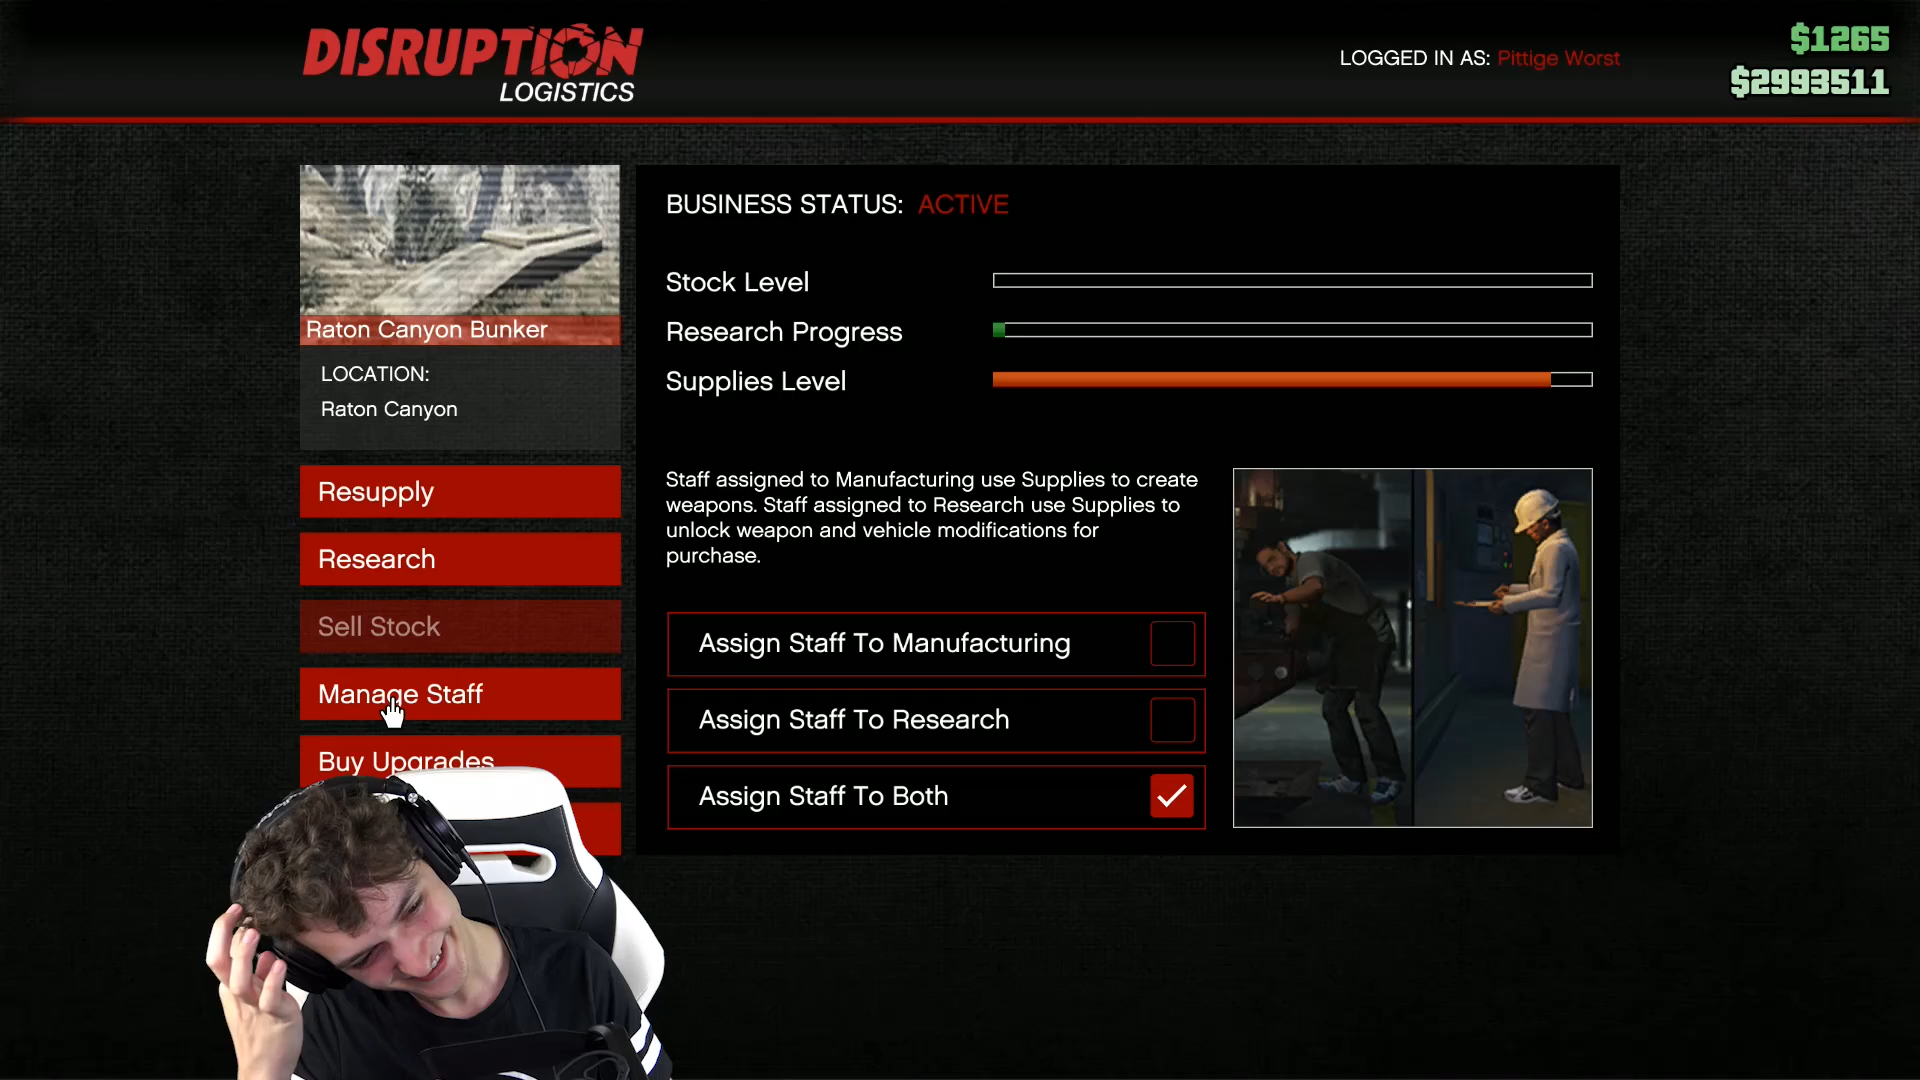 DISRUPTION
LOGISTICS
LOGGED IN AS: Pittige Worst
$1265
$2993511
Raton Canyon Bunker
LOCATION:
Raton Canyon
Resupply
Research
Sell Stock
Manage Staff
Buy Upgrades
BUSINESS STATUS: ACTIVE
Stock Level
Research Progress
Supplies Level
Staff assigned to Manufacturing use Supplies to create
weapons. Staff assigned to Research use Supplies to
unlock weapon and vehicle modifications for
purchase.
Assign Staff To Manufacturing
Assign Staff To Research
Assign Staff To Both